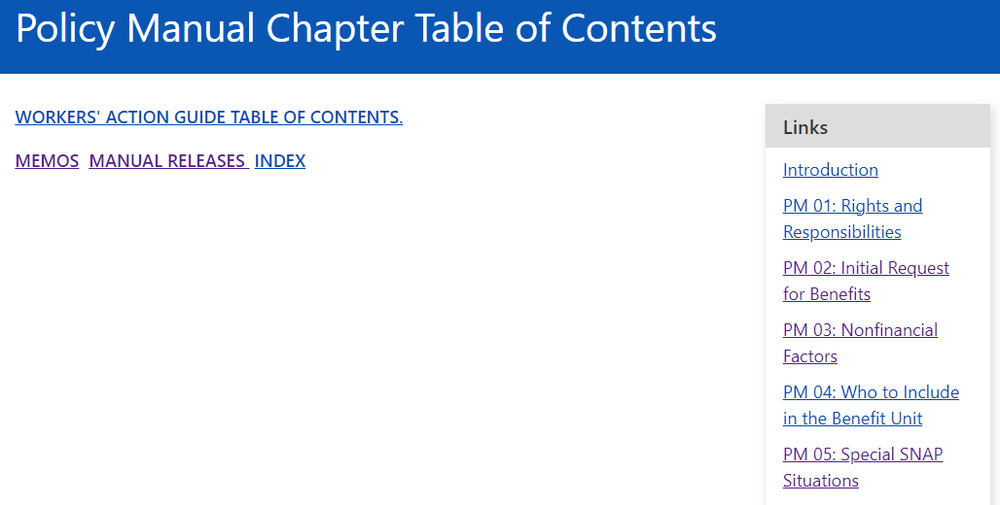 Policy Manual Chapter Table of Contents
WORKERS' ACTION GUIDE TABLE OF CONTENTS.
MEMOS MANUAL RELEASES INDEX
Links
Introduction
PM 01: Rights and
Responsibilities
PM 02: Initial Request
for Benefits
PM 03: Nonfinancial
Factors
PM 04: Who to Include
in the Benefit Unit
PM 05: Special SNAP
Situations